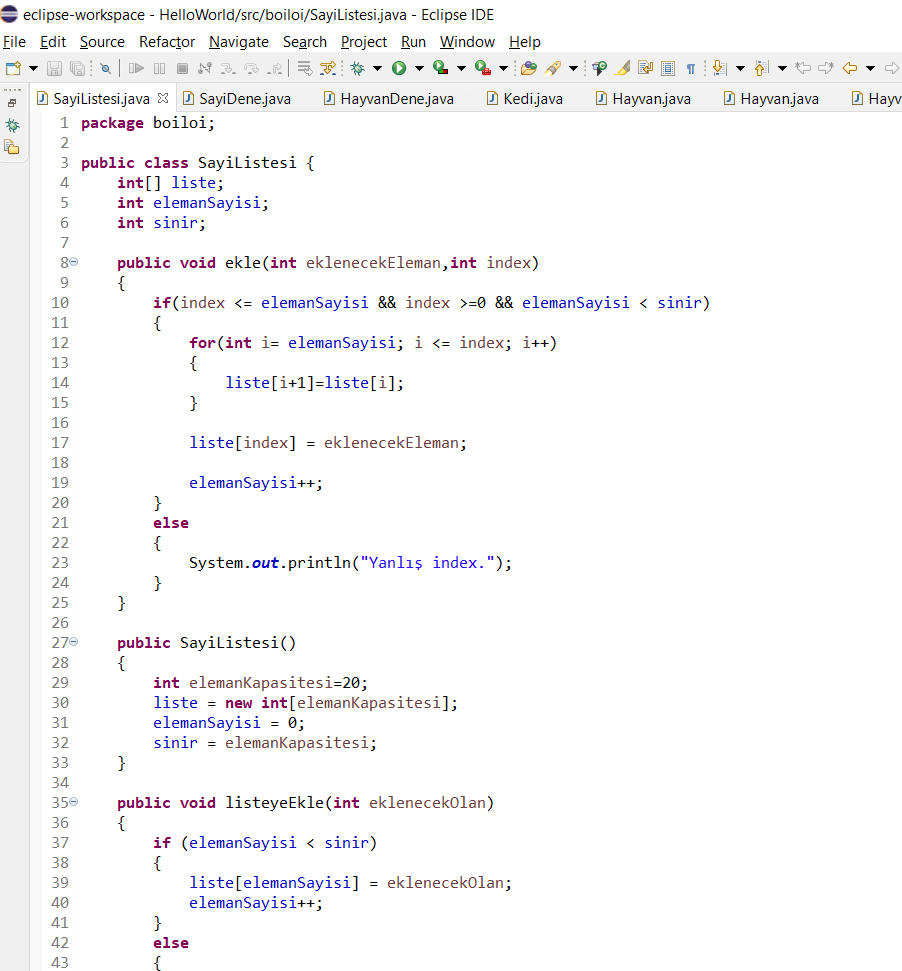 eclipse-workspace - HelloWorld/src/boiloi/SayiListesi.java - Eclipse IDE
File Edit Source Refactor Navigate Search Project Run Window Help
SayiListesi.java SayiDene.java HayvanDene.java Kedi.java Hayvan.java Hayvan.java Hayv
1 package boiloi;
2
3 public class SayiListesi {
4 int[] liste;
5 int elemanSayisi;
6 int sinir;
7
8 public void ekle(int eklenecekEleman,int index)
9 {
10 if(index <= elemanSayisi && index >=0 && elemanSayisi < sinir)
11 {
12 for(int i= elemanSayisi; i <= index; i++)
13 {
14 liste[i+1]=liste[i];
15 }
16
17 liste[index] = eklenecekEleman;
18
19 elemanSayisi++;
20 }
21 else
22 {
23 System.out.println("Yanlış index.");
24 }
25 }
26
27 public SayiListesi()
28 {
29 int elemanKapasitesi=20;
30 liste = new int[elemanKapasitesi];
31 elemanSayisi = 0;
32 sinir = elemanKapasitesi;
33 }
34
35 public void listeyeEkle(int eklenecekOlan)
36 {
37 if (elemanSayisi < sinir)
38 {
39 liste[elemanSayisi] = eklenecekOlan;
40 elemanSayisi++;
41 }
42 else
43 {